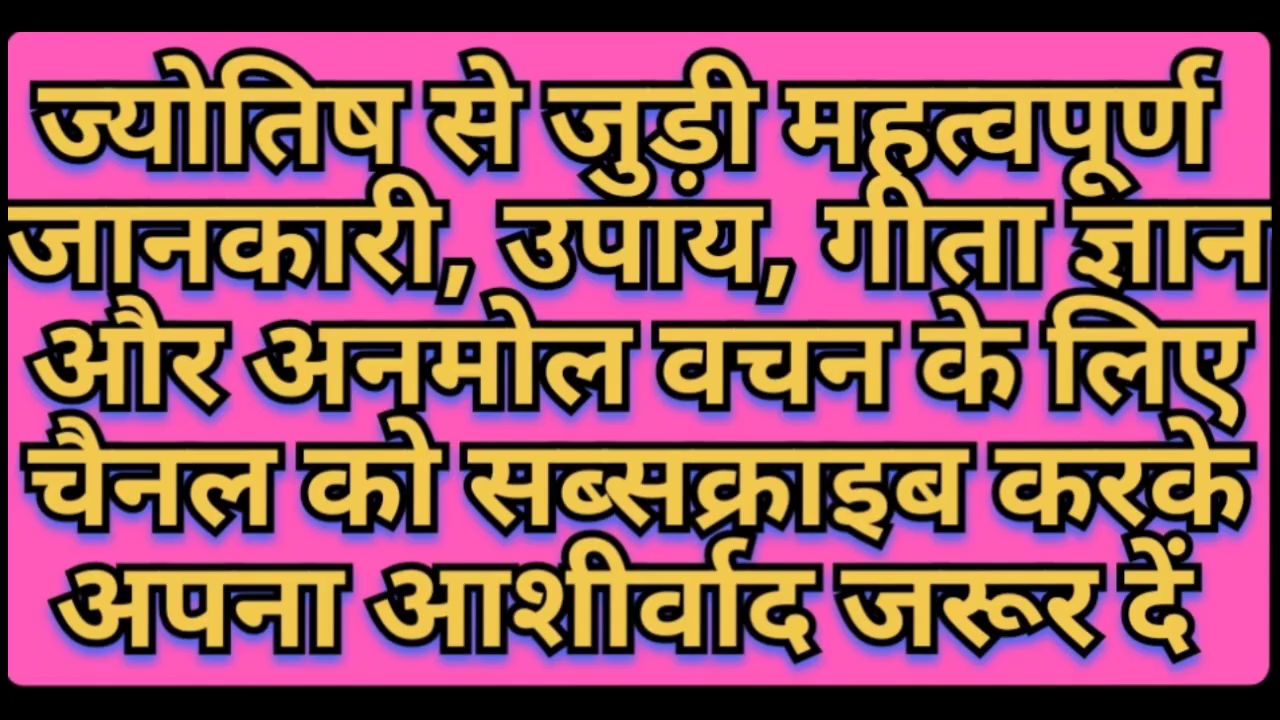 ज्योतिष से जुड़ी महत्वपूर्ण
जानकारी, उपाय, गीता ज्ञान
और अनमोल वचन के लिए
चैनल को सब्सक्राइब करके
अपना आशीर्वाद जरूर दें